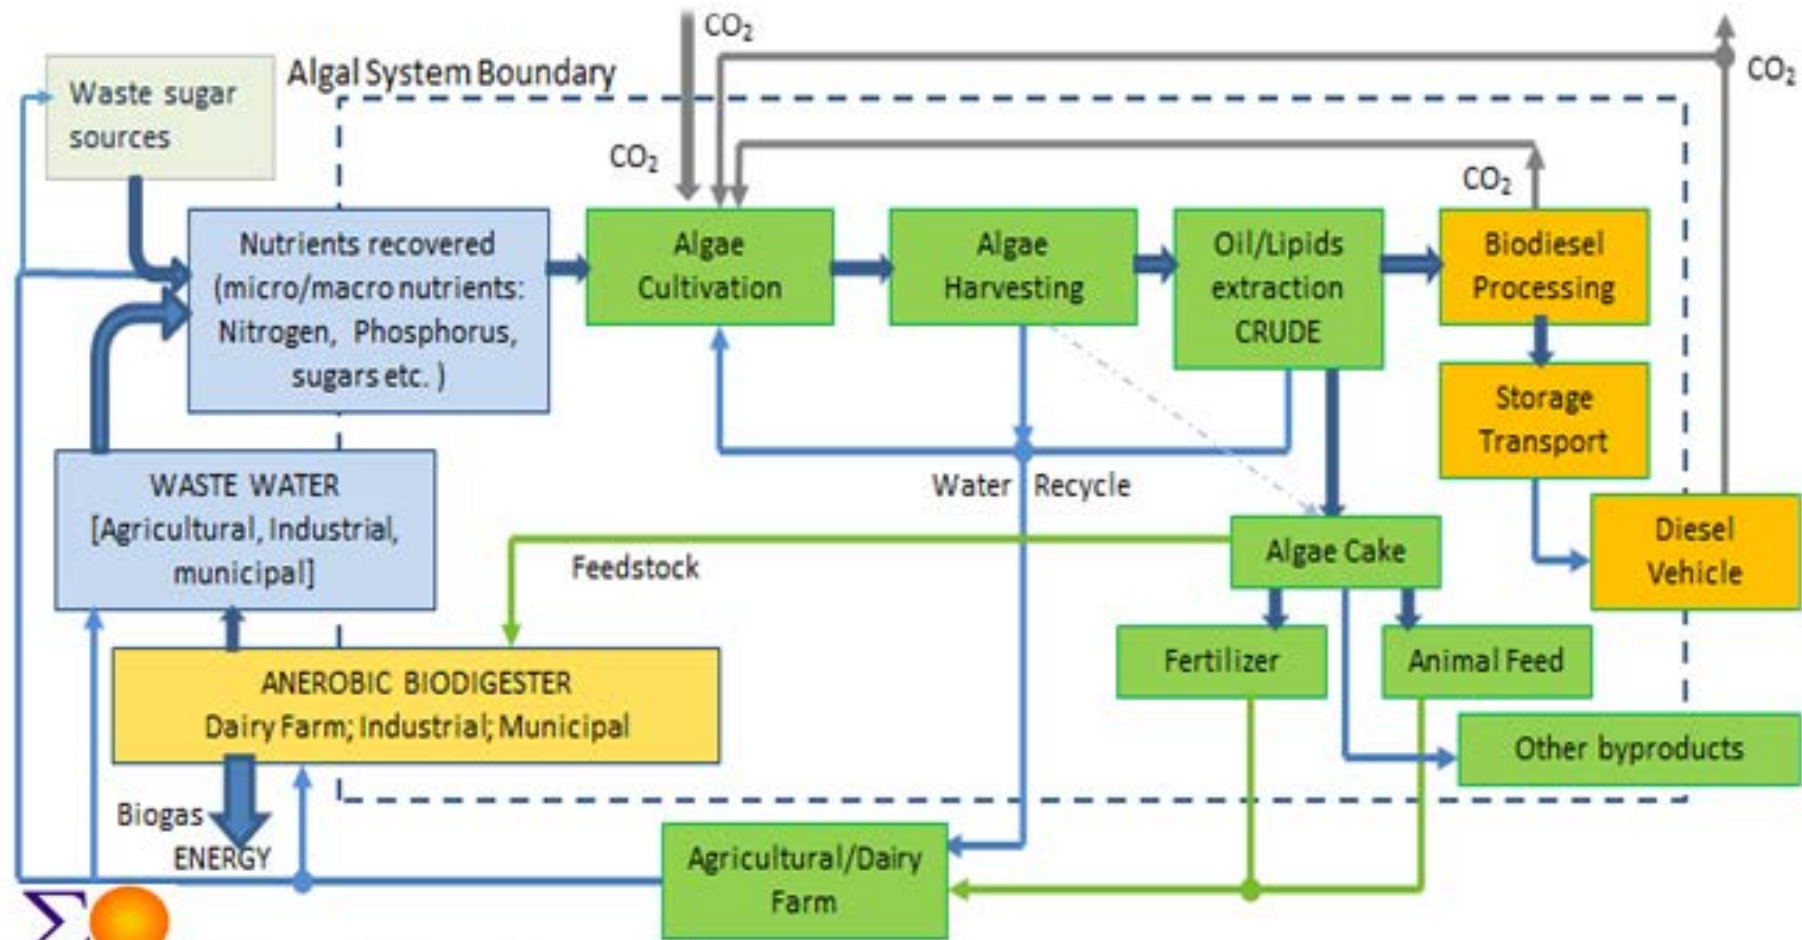 CO₂
CO₂
Algal System Boundary
Waste sugar
sources
CO₂
CO₂
Nutrients recovered
(micro/macro nutrients:
Nitrogen, Phosphorus,
sugars etc. )
Algae
Cultivation
Algae
Harvesting
Oil/Lipids
extraction
CRUDE
Biodiesel
Processing
Storage
Transport
WASTE WATER
[Agricultural, Industrial,
municipal]
Water Recycle
Diesel
Vehicle
Algae Cake
Feedstock
Fertilizer
Animal Feed
ANEROBIC BIODIGESTER
Dairy Farm; Industrial; Municipal
Other byproducts
Biogas
ENERGY
Agricultural/Dairy
Farm
Σ